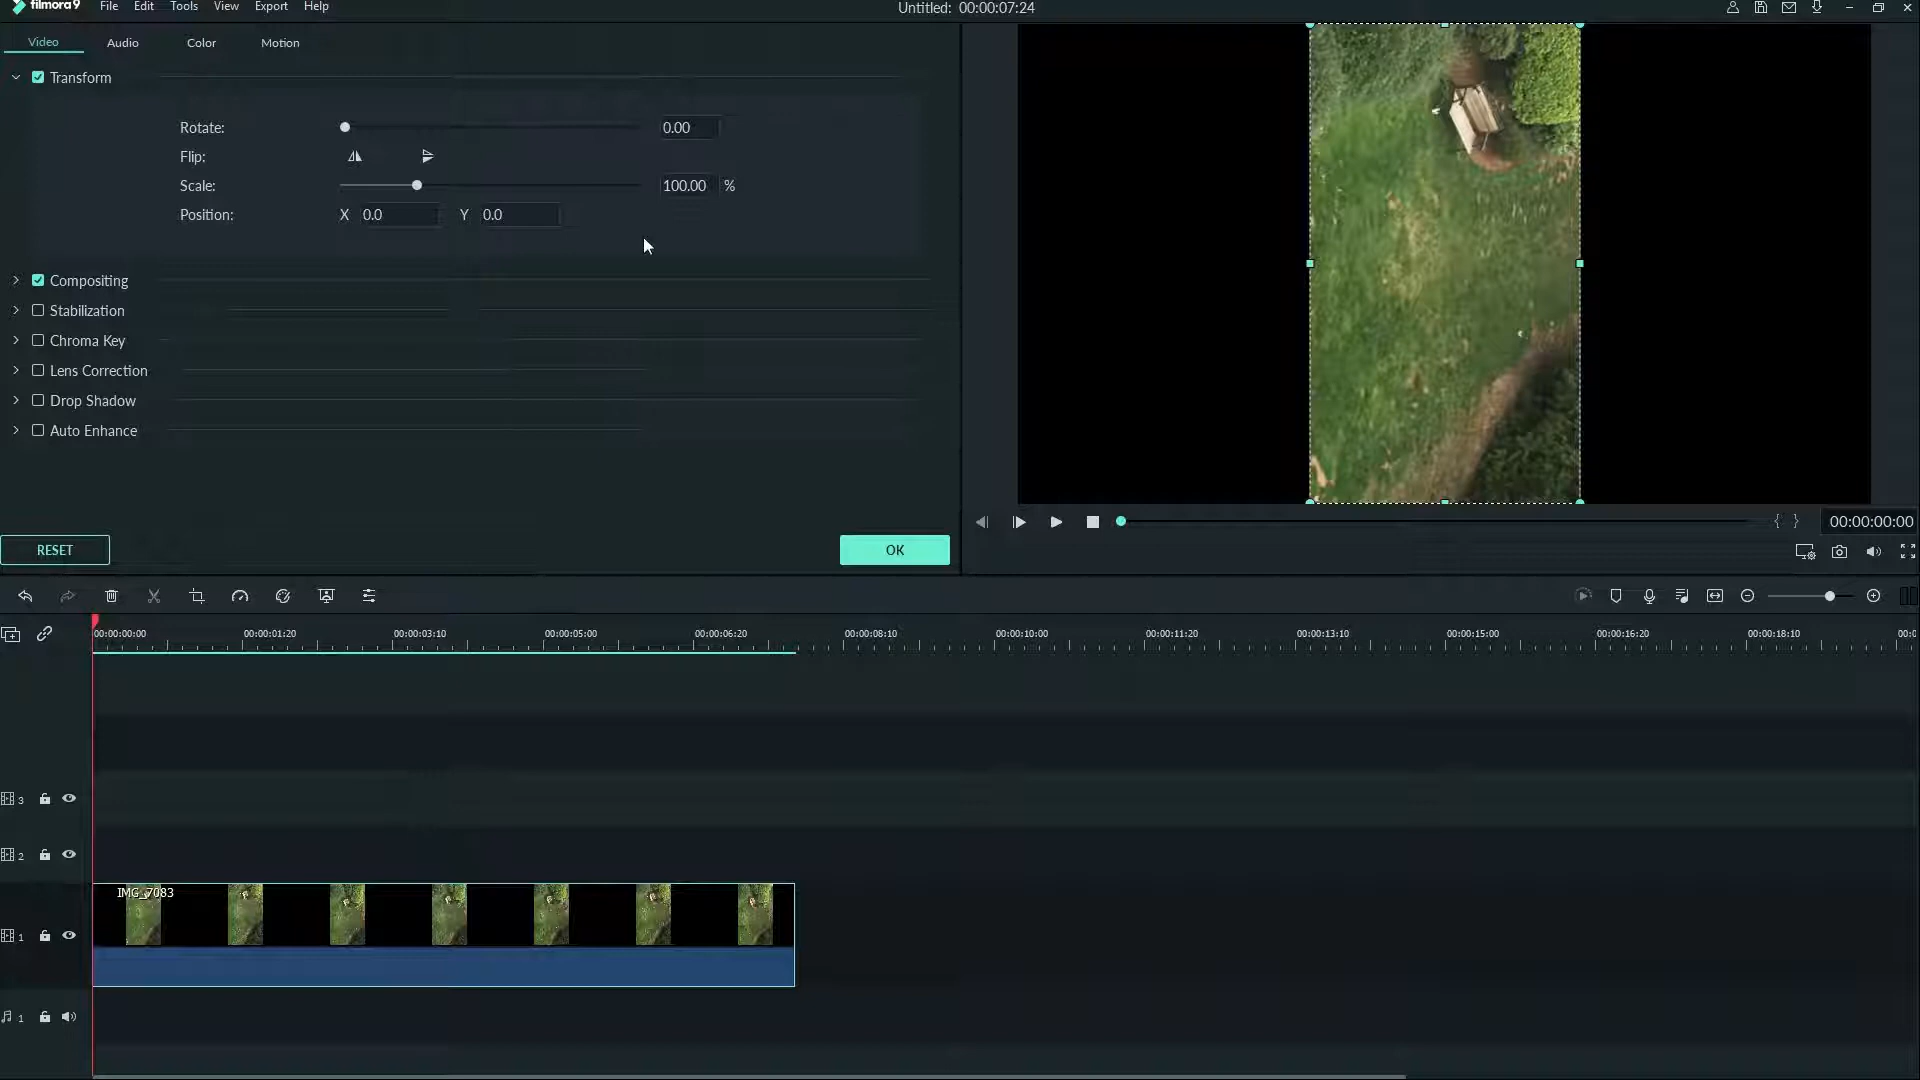 filmora9 File Edit Tools View Export Help Untitled: 00:00:07:24
Video Audio Color Motion
Transform
Rotate: 0.00
Flip:
Scale: 100.00 %
Position: X 0.0 Y 0.0
Compositing
Stabilization
Chroma Key
Lens Correction
Drop Shadow
Auto Enhance
RESET OK
{ } 00:00:00:00
00:00:00:00 00:00:01:20 00:00:03:10 00:00:05:00 00:00:06:20 00:00:08:10 00:00:10:00 00:00:11:20 00:00:13:10 00:00:15:00 00:00:16:20 00:00:18:10
3
2
IMG_7083
1
1